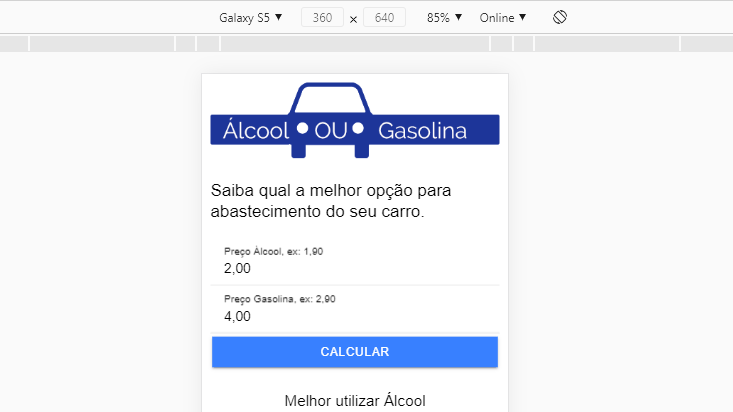 Galaxy S5 ▼ 360 × 640 85% ▼ Online ▼
Álcool OU Gasolina
Saiba qual a melhor opção para
abastecimento do seu carro.
Preço Álcool, ex: 1,90
2,00
Preço Gasolina, ex: 2,90
4,00
CALCULAR
Melhor utilizar Álcool